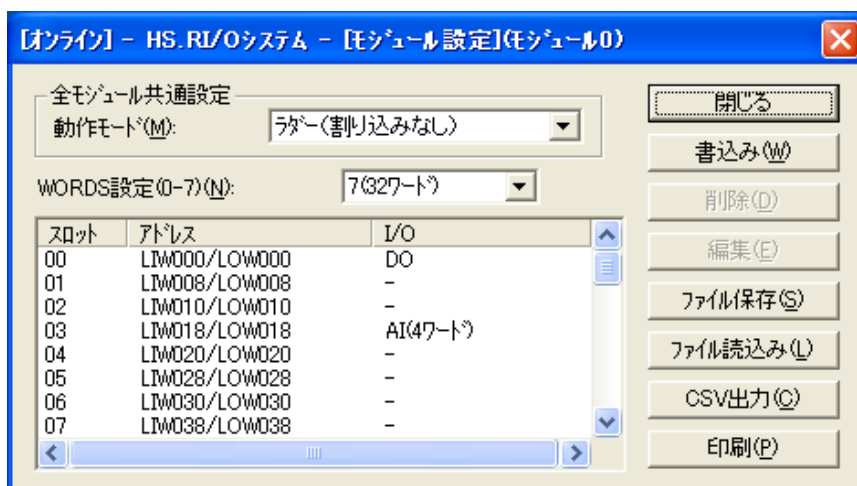 [オンライン] - HS.RI/Oシステム - [モジュール設定](モジュール0)
全モジュール共通設定
動作モード(M): ラダー(割り込みなし)
WORDS設定(0-7)(N): 7(32ワード)
スロット アドレス I/O
00 LIW000/LOW000 DO
01 LIW008/LOW008 -
02 LIW010/LOW010 -
03 LIW018/LOW018 AI(4ワード)
04 LIW020/LOW020 -
05 LIW028/LOW028 -
06 LIW030/LOW030 -
07 LIW038/LOW038 -
閉じる
書込み(W)
削除(D)
編集(E)
ファイル保存(S)
ファイル読込み(L)
CSV出力(C)
印刷(P)